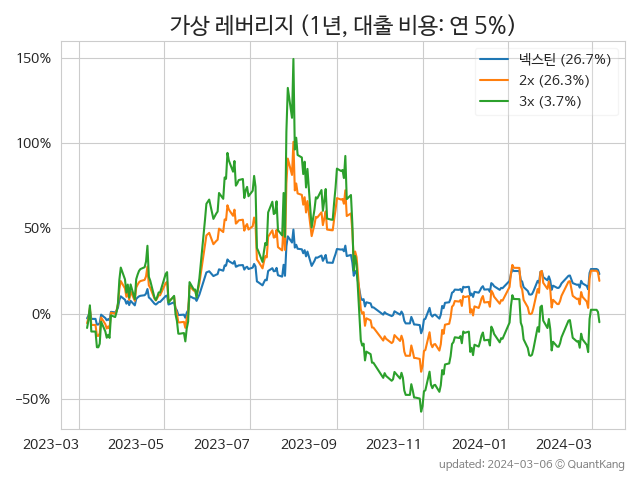 가상 레버리지 (1년, 대출 비용: 연 5%)
150%
100%
50%
0%
−50%
넥스틴 (26.7%)
2x (26.3%)
3x (3.7%)
2023-03 2023-05 2023-07 2023-09 2023-11 2024-01 2024-03
updated: 2024-03-06 © QuantKang